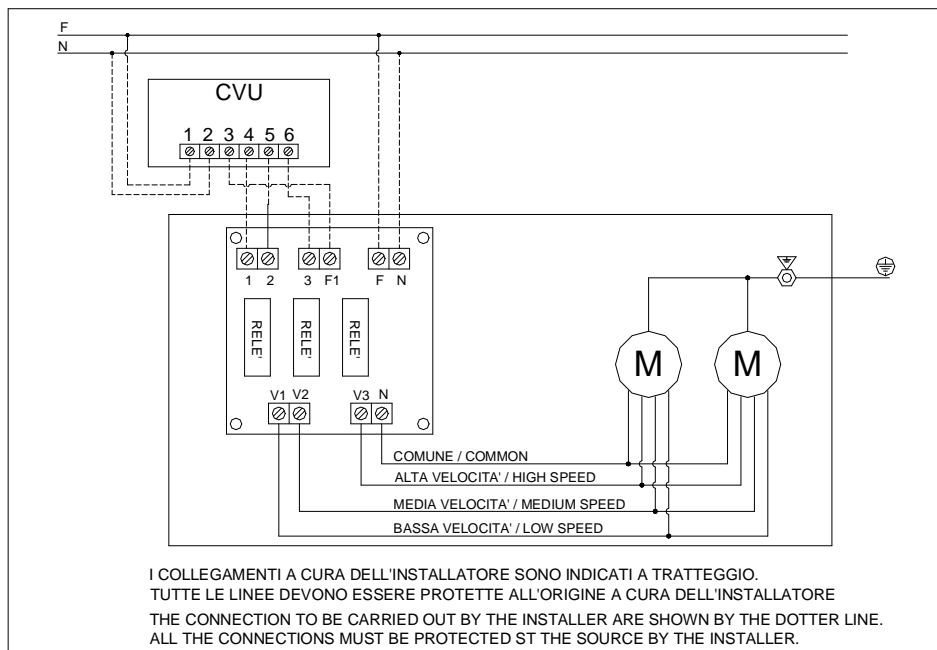 F
N
CVU
1 2 3 4 5 6
1 2 3 F1 F N
RELE' RELE' RELE'
M M
V1 V2 V3 N
COMUNE / COMMON
ALTA VELOCITA' / HIGH SPEED
MEDIA VELOCITA' / MEDIUM SPEED
BASSA VELOCITA' / LOW SPEED
I COLLEGAMENTI A CURA DELL'INSTALLATORE SONO INDICATI A TRATTEGGIO.
TUTTE LE LINEE DEVONO ESSERE PROTETTE ALL'ORIGINE A CURA DELL'INSTALLATORE
THE CONNECTION TO BE CARRIED OUT BY THE INSTALLER ARE SHOWN BY THE DOTTER LINE.
ALL THE CONNECTIONS MUST BE PROTECTED ST THE SOURCE BY THE INSTALLER.